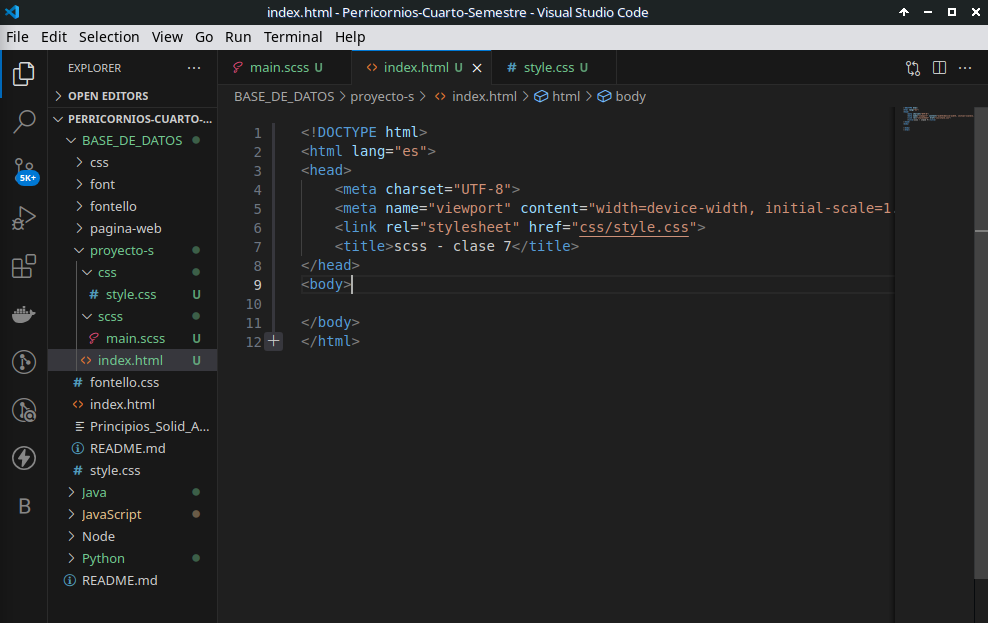 index.html - Perricornios-Cuarto-Semestre - Visual Studio Code
File Edit Selection View Go Run Terminal Help
EXPLORER ...
main.scss U
index.html U
style.css U
OPEN EDITORS
BASE_DE_DATOS > proyecto-s > index.html > html > body
PERRICORNIOS-CUARTO-...
BASE_DE_DATOS
css
font
fontello
pagina-web
proyecto-s
css
style.css U
scss
main.scss U
index.html U
fontello.css
index.html
Principios_Solid_A...
README.md
style.css
Java
JavaScript
Node
Python
README.md
5K+
B
1 <!DOCTYPE html>
2 <html lang="es">
3 <head>
4 <meta charset="UTF-8">
5 <meta name="viewport" content="width=device-width, initial-scale=1.
6 <link rel="stylesheet" href="css/style.css">
7 <title>scss - clase 7</title>
8 </head>
9 <body>
10
11 </body>
12 </html>